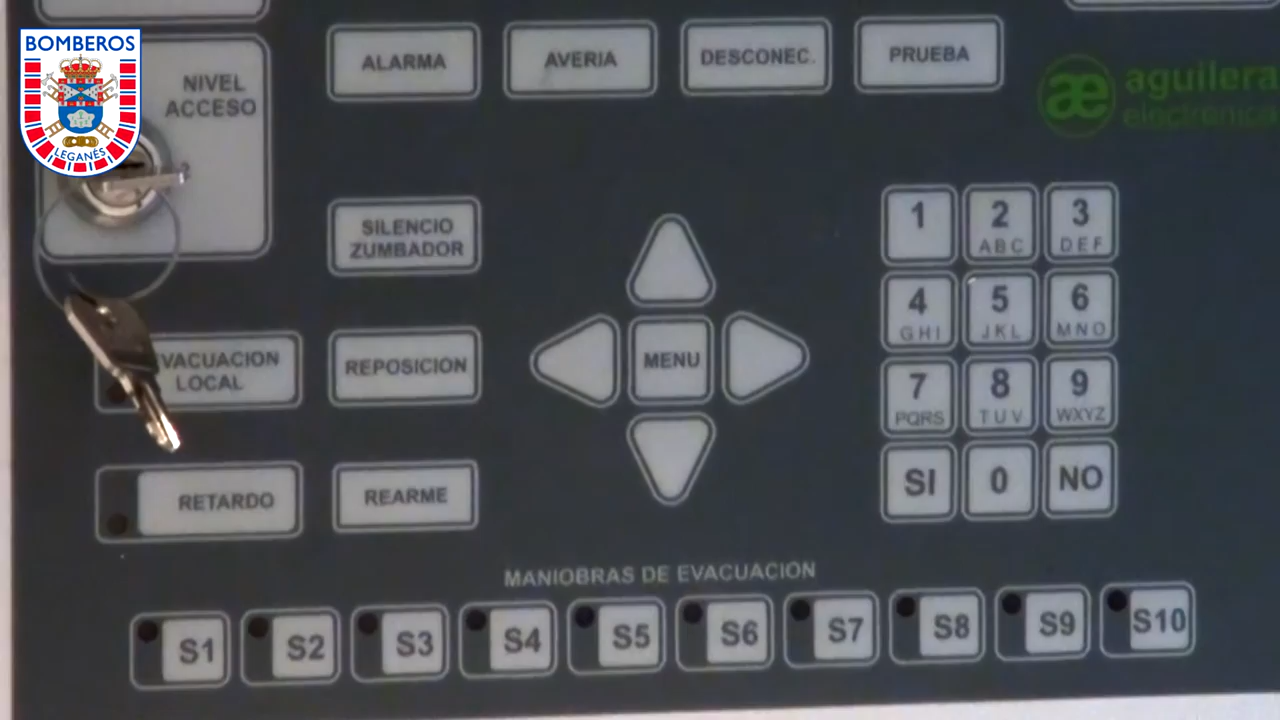 BOMBEROS
LEGANÉS
NIVEL
ACCESO
ALARMA
AVERIA
DESCONEC.
PRUEBA
æ aguilera
electrónica
SILENCIO
ZUMBADOR
EVACUACION
LOCAL
REPOSICION
MENU
RETARDO
REARME
1
2
ABC
3
DEF
4
GHI
5
JKL
6
MNO
7
PQRS
8
TUV
9
WXYZ
SI
0
NO
MANIOBRAS DE EVACUACION
S1
S2
S3
S4
S5
S6
S7
S8
S9
S10